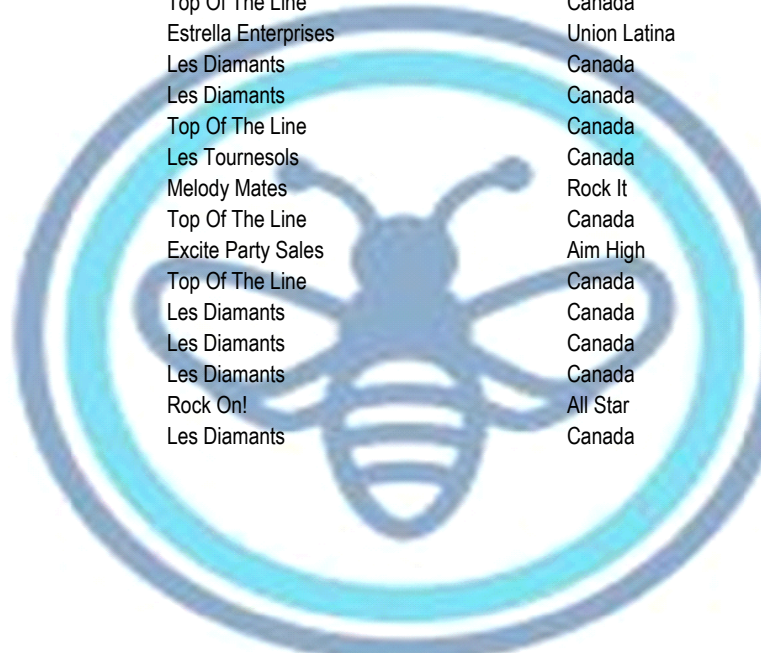 Top Of The Line Canada
Estrella Enterprises Union Latina
Les Diamants Canada
Les Diamants Canada
Top Of The Line Canada
Les Tournesols Canada
Melody Mates Rock It
Top Of The Line Canada
Excite Party Sales Aim High
Top Of The Line Canada
Les Diamants Canada
Les Diamants Canada
Les Diamants Canada
Rock On! All Star
Les Diamants Canada